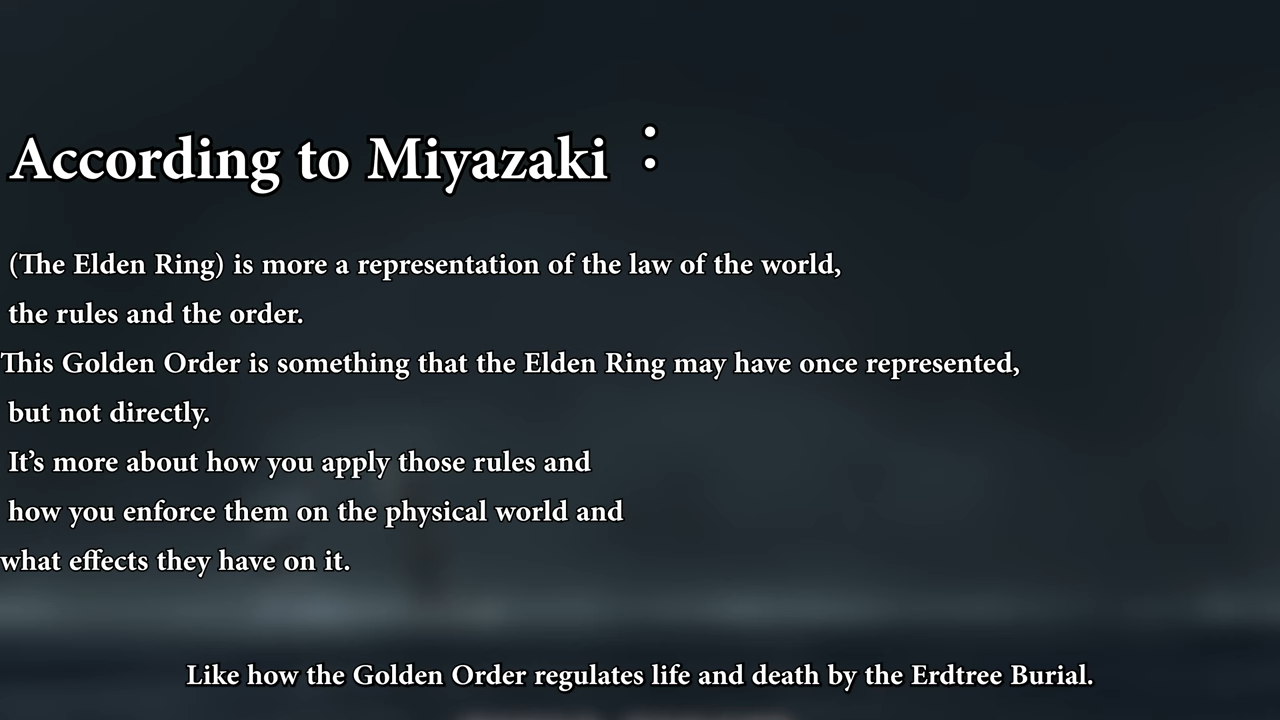 According to Miyazaki :
(The Elden Ring) is more a representation of the law of the world,
the rules and the order.
This Golden Order is something that the Elden Ring may have once represented,
but not directly.
It’s more about how you apply those rules and
how you enforce them on the physical world and
what effects they have on it.
Like how the Golden Order regulates life and death by the Erdtree Burial.